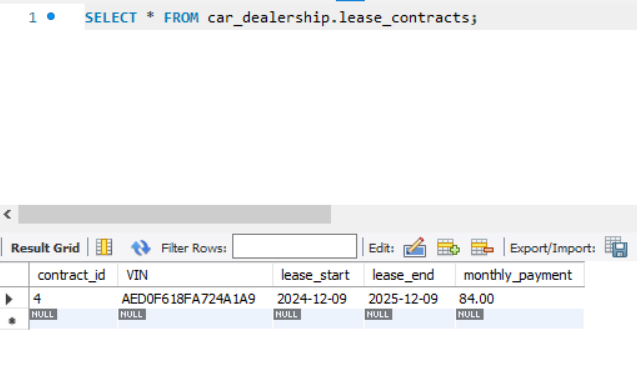 1 SELECT * FROM car_dealership.lease_contracts;
Result Grid Filter Rows: Edit: Export/Import:
contract_id VIN lease_start lease_end monthly_payment
4 AED0F618FA724A1A9 2024-12-09 2025-12-09 84.00
NULL NULL NULL NULL NULL